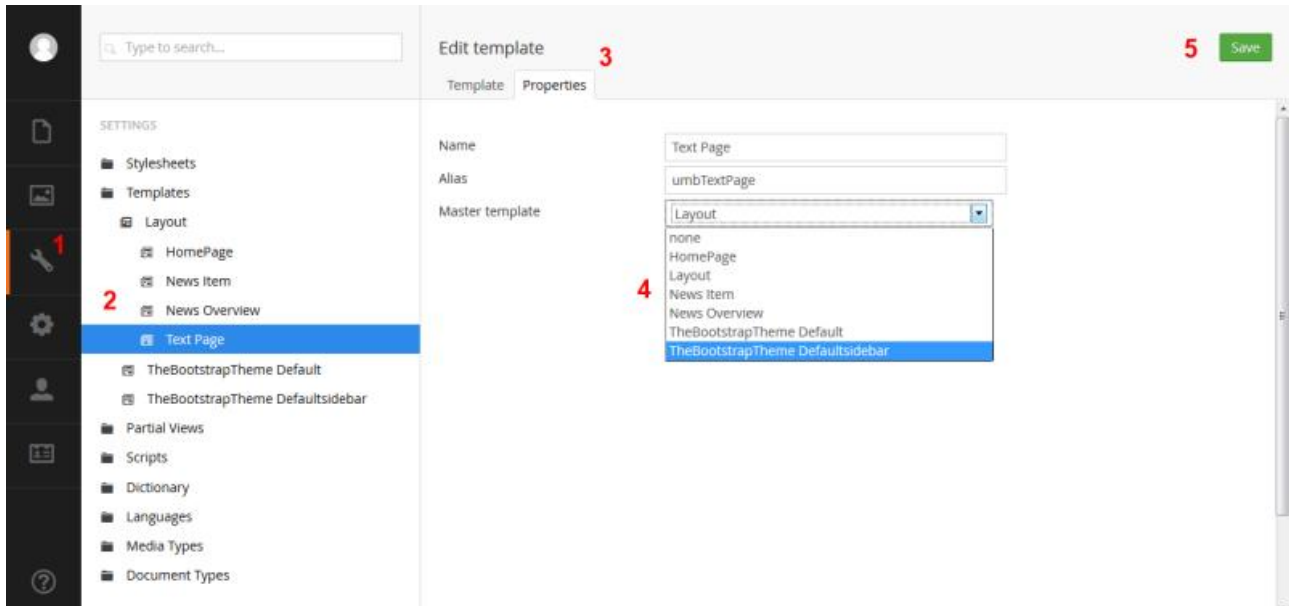 Type to search...
Edit template
3
5
Save
Template Properties
SETTINGS
Stylesheets
Templates
Layout
1
HomePage
News Item
2
News Overview
Text Page
TheBootstrapTheme Default
TheBootstrapTheme Defaultsidebar
Partial Views
Scripts
Dictionary
Languages
Media Types
Document Types
Name
Text Page
Alias
umbTextPage
Master template
Layout
none
HomePage
Layout
4
News Item
News Overview
TheBootstrapTheme Default
TheBootstrapTheme Defaultsidebar